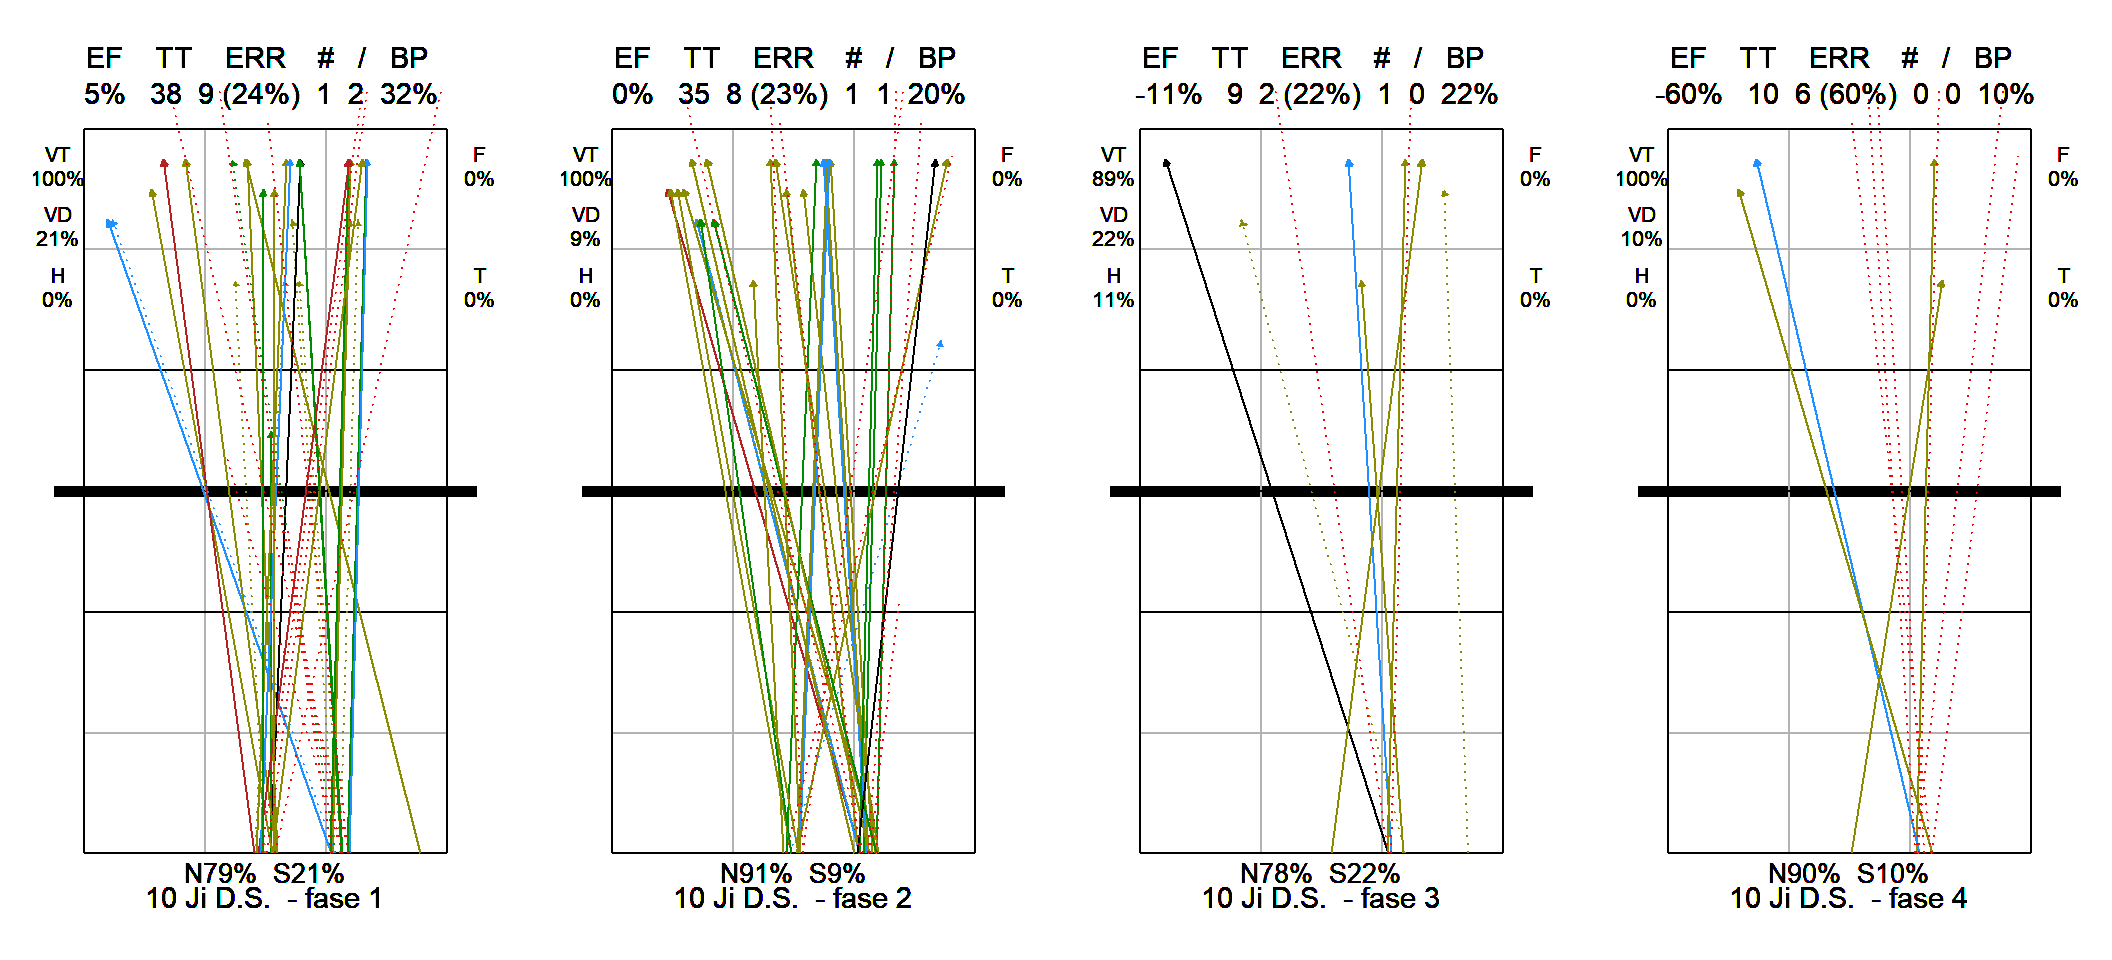 EF TT ERR # / BP
5% 38 9 (24%) 1 2 32%
VT
100%
VD
21%
H
0%
F
0%
T
0%
N79% S21%
10 Ji D.S. - fase 1
EF TT ERR # / BP
0% 35 8 (23%) 1 1 20%
VT
100%
VD
9%
H
0%
F
0%
T
0%
N91% S9%
10 Ji D.S. - fase 2
EF TT ERR # / BP
-11% 9 2 (22%) 1 0 22%
VT
89%
VD
22%
H
11%
F
0%
T
0%
N78% S22%
10 Ji D.S. - fase 3
EF TT ERR # / BP
-60% 10 6 (60%) 0 0 10%
VT
100%
VD
10%
H
0%
F
0%
T
0%
N90% S10%
10 Ji D.S. - fase 4